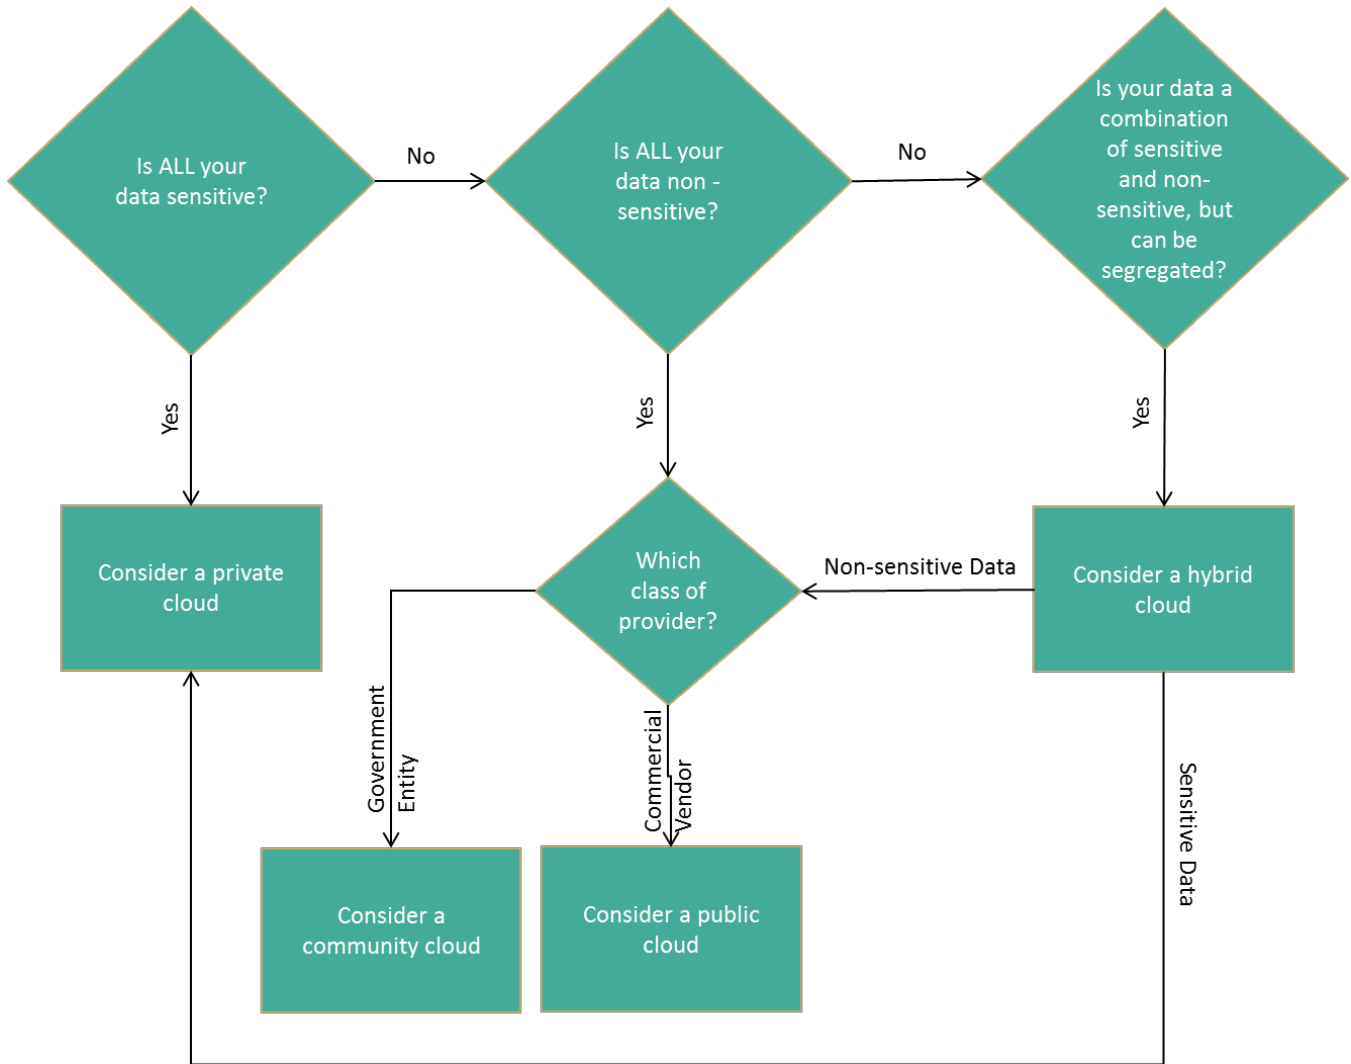 Is ALL your
data sensitive?
No
Is ALL your
data non -
sensitive?
No
Is your data a
combination
of sensitive
and non-
sensitive, but
can be
segregated?
Yes
Yes
Yes
Consider a private
cloud
Which
class of
provider?
Non-sensitive Data
Consider a hybrid
cloud
Government
Entity
Commercial
Vendor
Sensitive Data
Consider a
community cloud
Consider a public
cloud